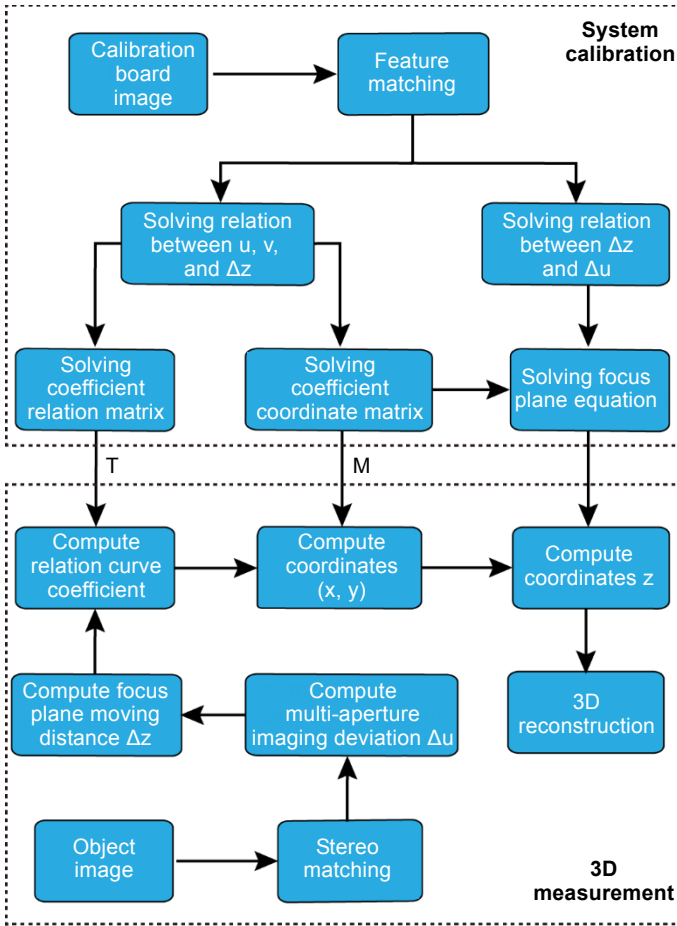 System
calibration
Calibration
board
image
Feature
matching
Solving relation
between u, v,
and Δz
Solving relation
between Δz
and Δu
Solving
coefficient
relation matrix
Solving
coefficient
coordinate matrix
Solving focus
plane equation
T
M
Compute
relation curve
coefficient
Compute
coordinates
(x, y)
Compute
coordinates z
Compute focus
plane moving
distance Δz
Compute
multi-aperture
imaging deviation Δu
3D
reconstruction
Object
image
Stereo
matching
3D
measurement